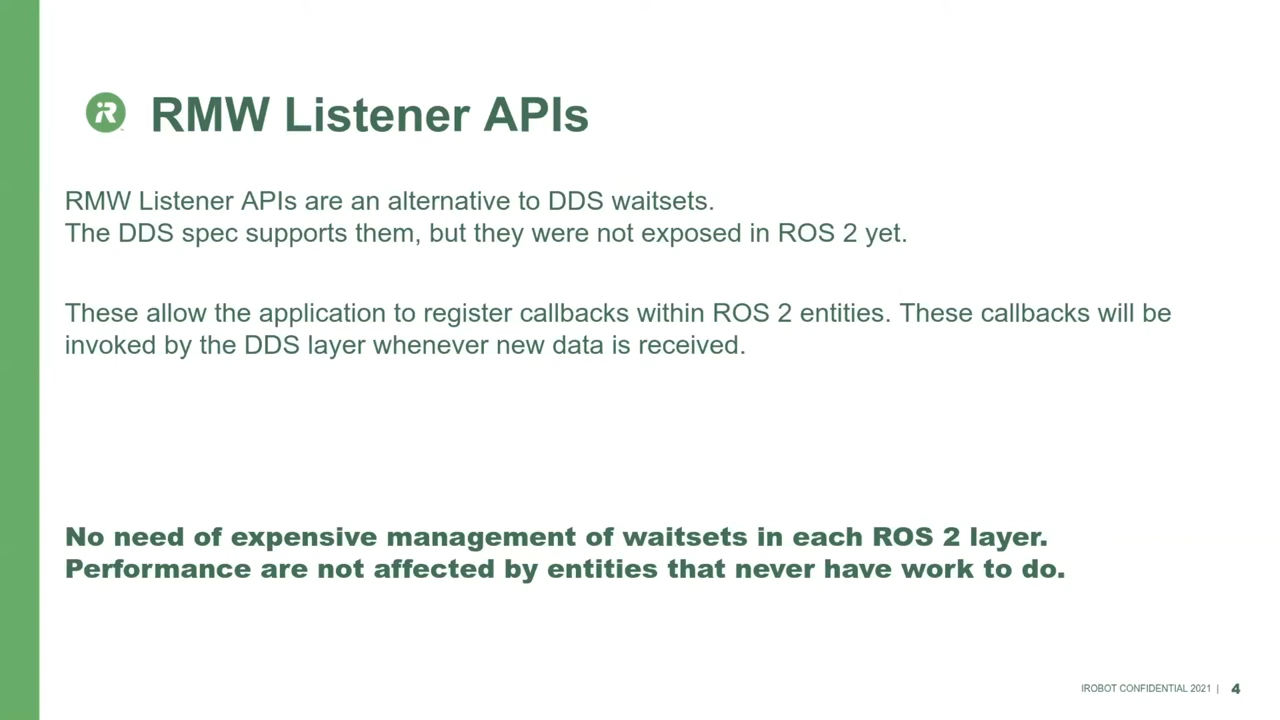 RMW Listener APIs
RMW Listener APIs are an alternative to DDS waitsets.
The DDS spec supports them, but they were not exposed in ROS 2 yet.
These allow the application to register callbacks within ROS 2 entities. These callbacks will be
invoked by the DDS layer whenever new data is received.
No need of expensive management of waitsets in each ROS 2 layer.
Performance are not affected by entities that never have work to do.
IROBOT CONFIDENTIAL 2021 | 4